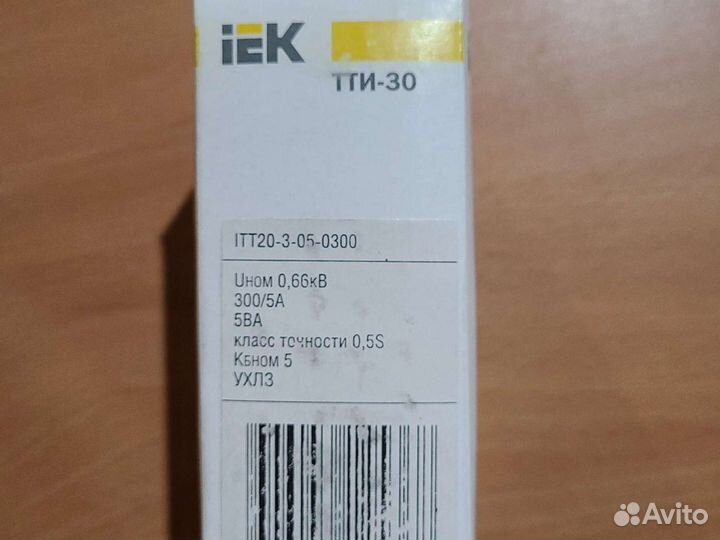 iEK
ТТИ-30
ITT20-3-05-0300
Uном 0,66кВ
300/5А
5ВА
класс точности 0,5S
Kбном 5
УХЛ3
Avito